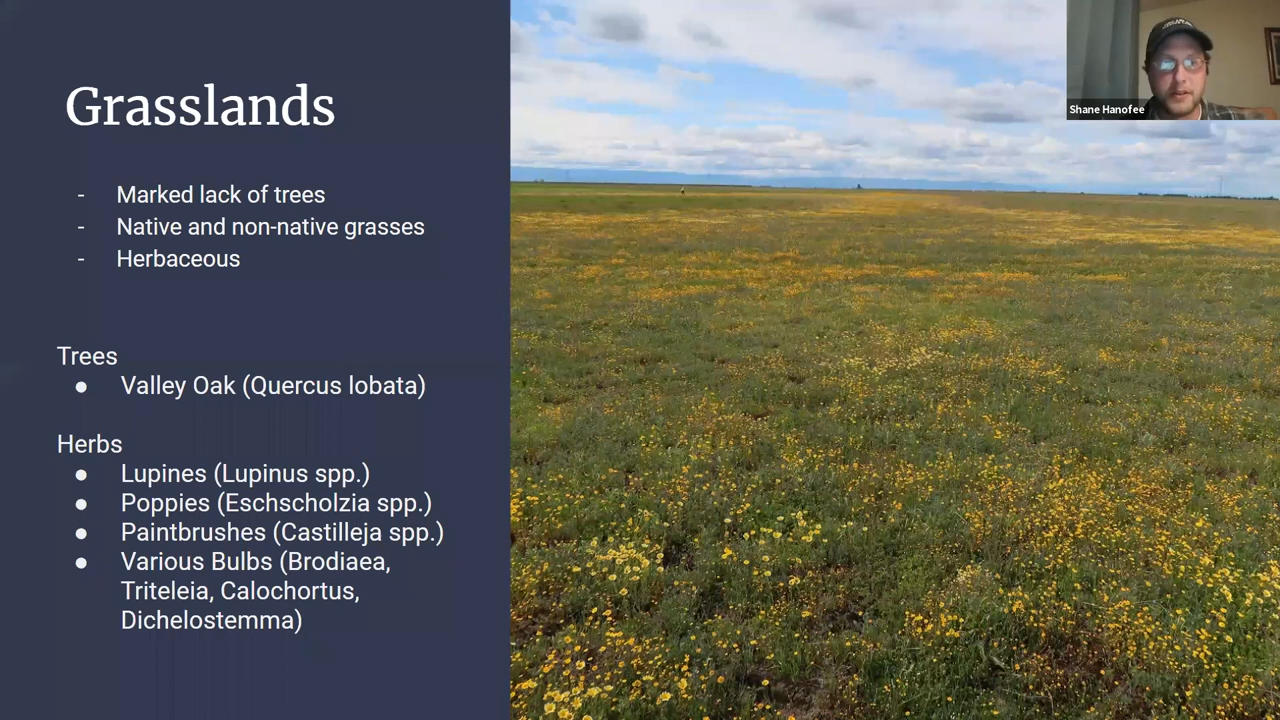 Grasslands
- Marked lack of trees
- Native and non-native grasses
- Herbaceous
Trees
● Valley Oak (Quercus lobata)
Herbs
● Lupines (Lupinus spp.)
● Poppies (Eschscholzia spp.)
● Paintbrushes (Castilleja spp.)
● Various Bulbs (Brodiaea,
Triteleia, Calochortus,
Dichelostemma)
Shane Hanofee